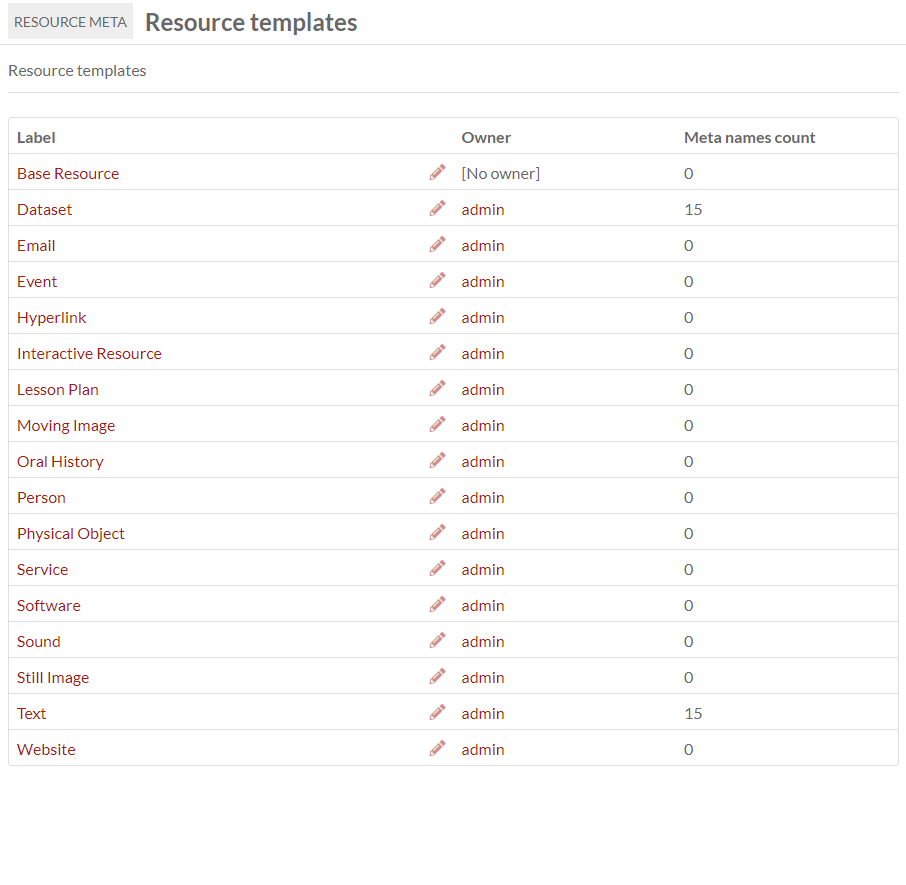 RESOURCE META Resource templates
Resource templates
Label Owner Meta names count
Base Resource [No owner] 0
Dataset admin 15
Email admin 0
Event admin 0
Hyperlink admin 0
Interactive Resource admin 0
Lesson Plan admin 0
Moving Image admin 0
Oral History admin 0
Person admin 0
Physical Object admin 0
Service admin 0
Software admin 0
Sound admin 0
Still Image admin 0
Text admin 15
Website admin 0